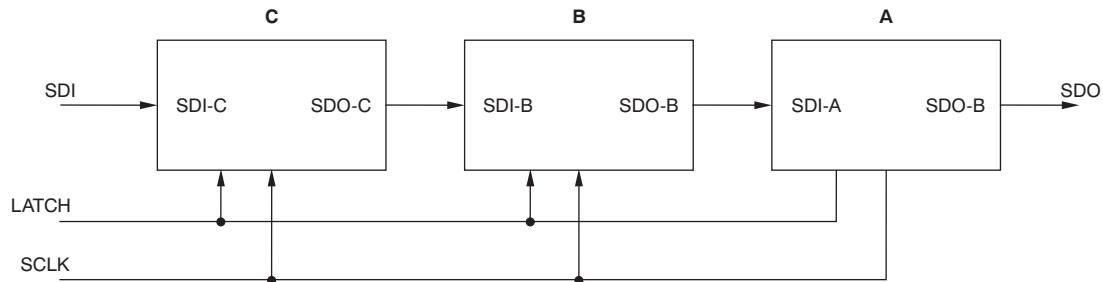 C B A
SDI SDI-C SDO-C SDI-B SDO-B SDI-A SDO-B SDO
LATCH
SCLK